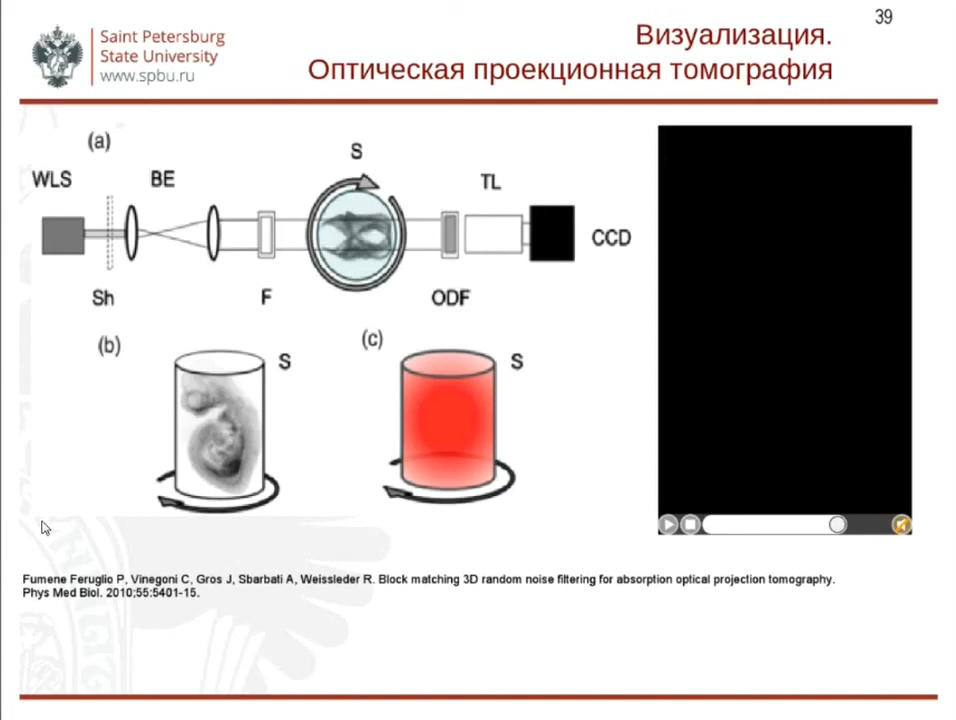 39
Saint Petersburg
State University
www.spbu.ru
Визуализация.
Оптическая проекционная томография
(a)
S
WLS
BE
TL
CCD
Sh
F
ODF
(b)
S
(c)
S
Fumene Feruglio P, Vinegoni C, Gros J, Sbarbati A, Weissleder R. Block matching 3D random noise filtering for absorption optical projection tomography.
Phys Med Biol. 2010;55:5401-15.